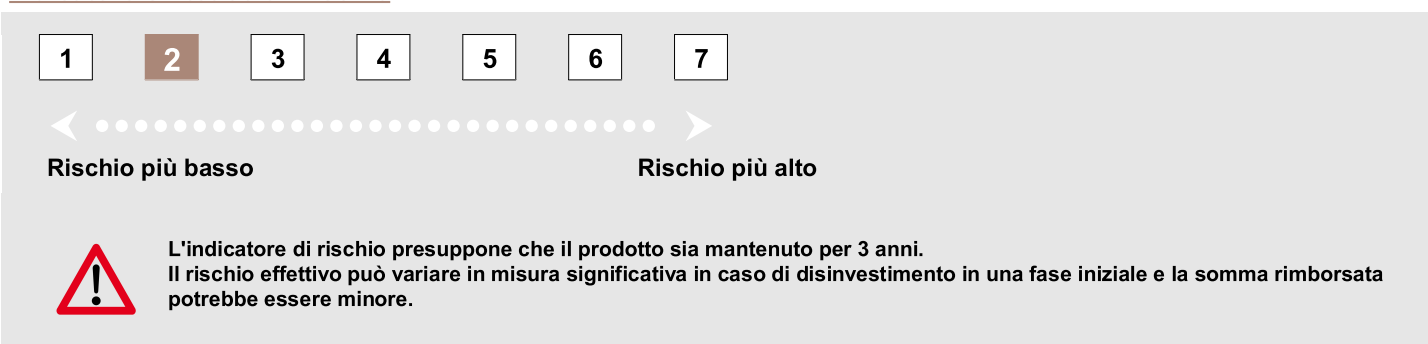 1 2 3 4 5 6 7
Rischio più basso Rischio più alto
L'indicatore di rischio presuppone che il prodotto sia mantenuto per 3 anni.
Il rischio effettivo può variare in misura significativa in caso di disinvestimento in una fase iniziale e la somma rimborsata
potrebbe essere minore.